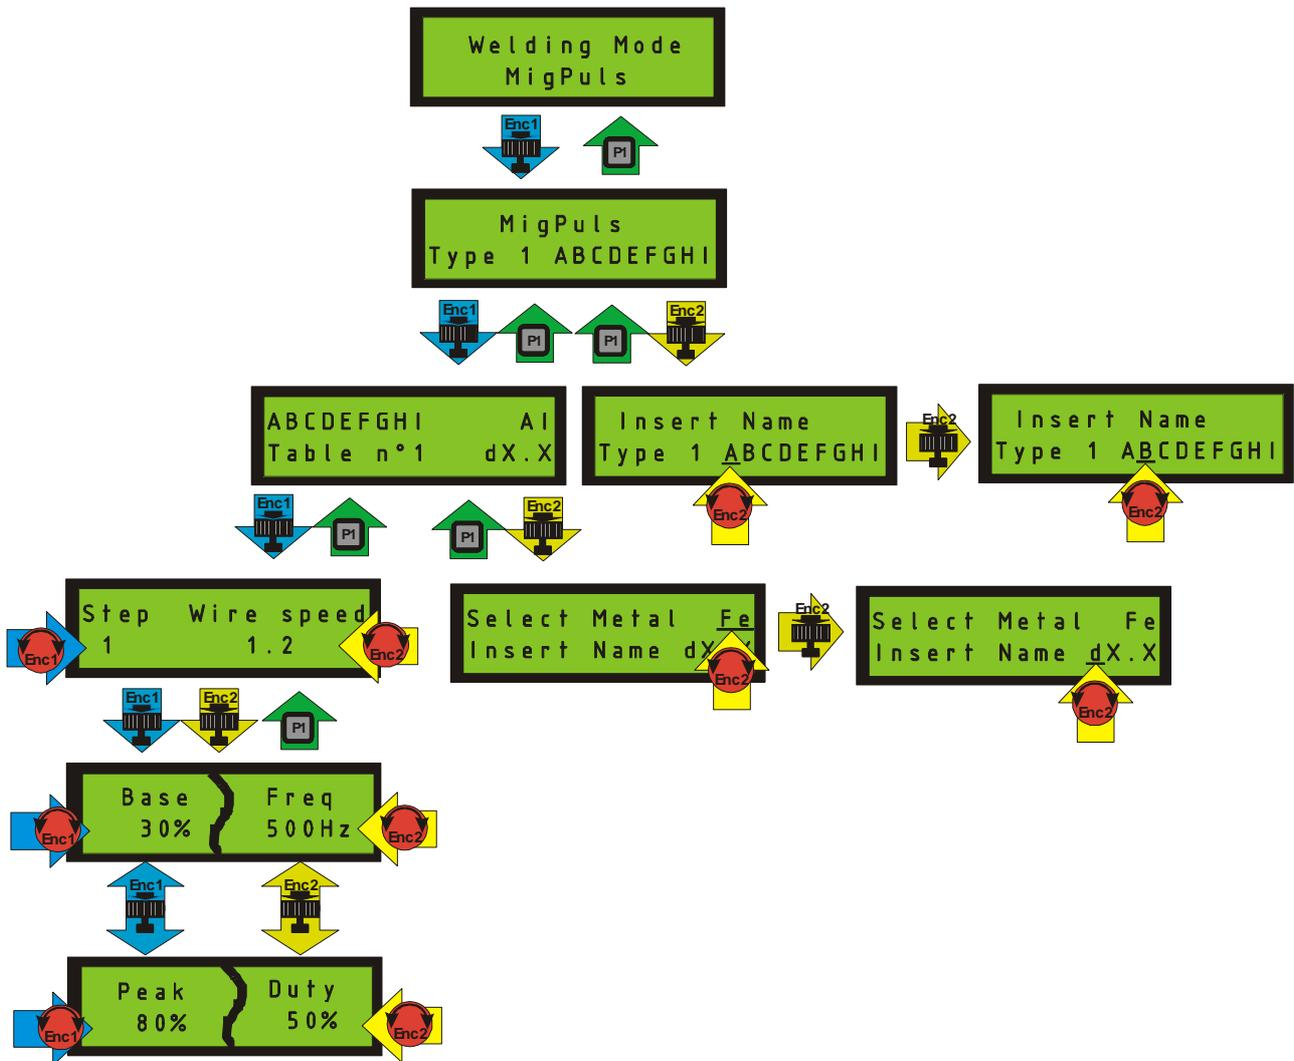 Welding Mode
MigPuls
Enc1
P1
MigPuls
Type 1 ABCDEFGHI
Enc1
P1
P1
Enc2
ABCDEFGHI Al
Table n°1 dX.X
Insert Name
Type 1 ABCDEFGHI
Enc2
Enc2
Insert Name
Type 1 ABCDEFGHI
Enc2
Enc1
P1
P1
Enc2
Step Wire speed
1 1.2
Enc1
Enc2
Select Metal Fe
Insert Name dX
Enc2
Enc2
Select Metal Fe
Insert Name dX.X
Enc2
Enc1
Enc2
P1
Base Freq
30% 500Hz
Enc1
Enc2
Enc1
Enc2
Peak Duty
80% 50%
Enc1
Enc2